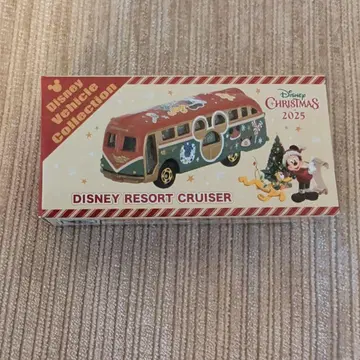 Disney
Vehicle
Collection
Disney
CHRISTMAS
2025
DISNEY RESORT CRUISER